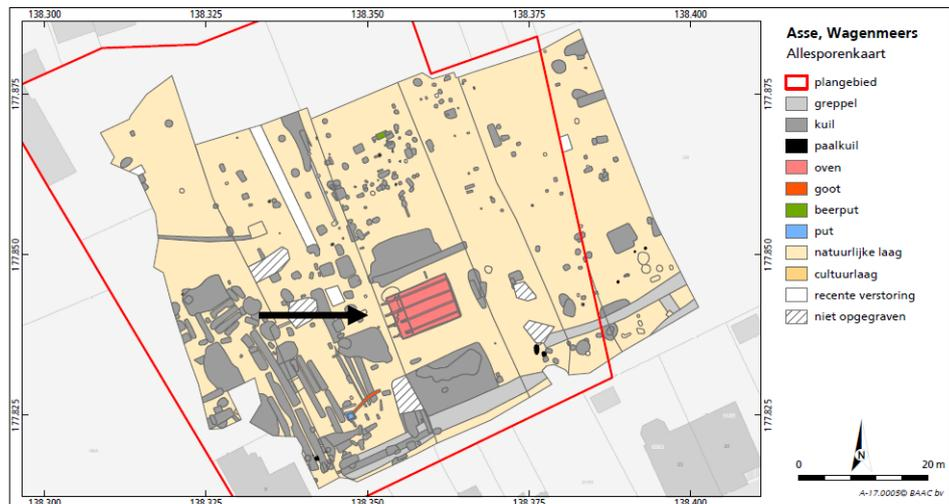 138.300 138.325 138.350 138.375 138.400
Asse, Wagenmeers
Allesporenkaart
plangebied
greppel
kuil
paalkuil
oven
goot
beerput
put
natuurlijke laag
cultuurlaag
recente verstoring
niet opgegraven
177.875 177.875
177.850 177.850
177.825 177.825
N
0 20 m
A-17.0005© BAAC bv
138.300 138.325 138.350 138.375 138.400